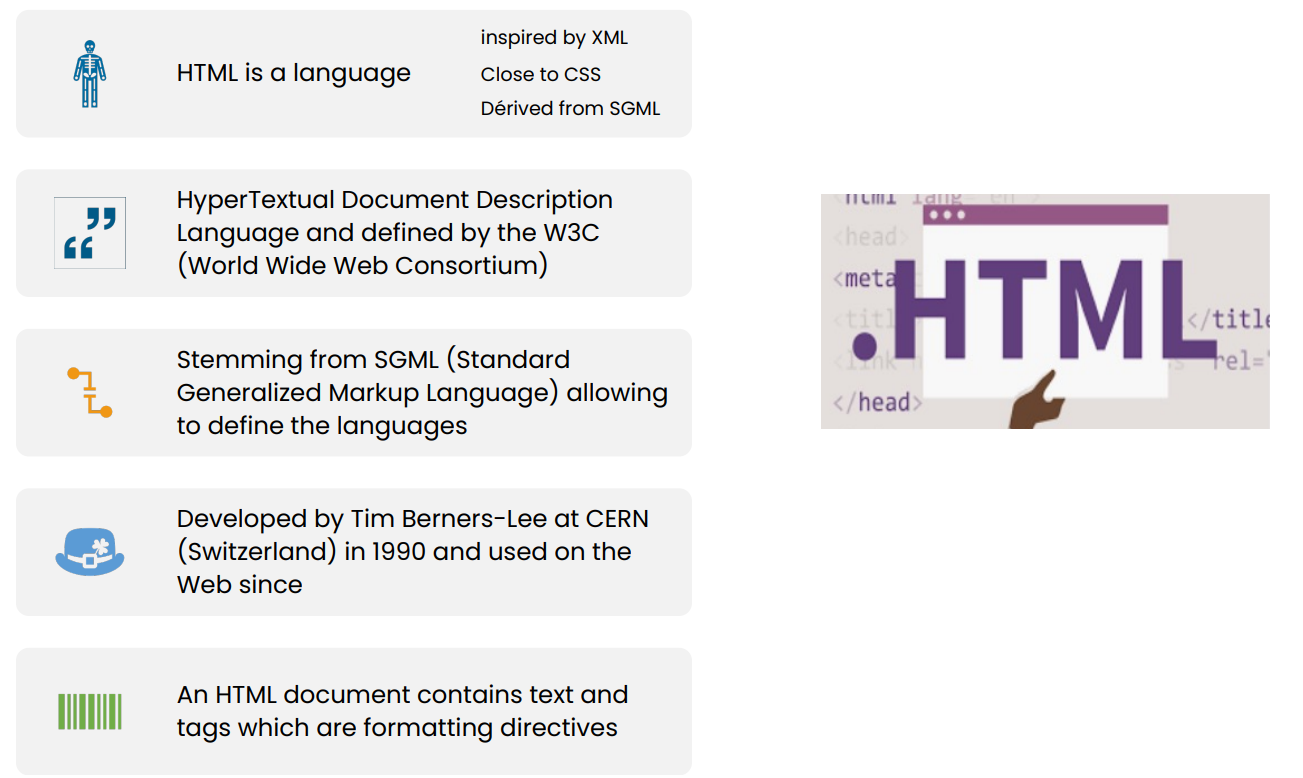 HTML is a language
inspired by XML
Close to CSS
Dérived from SGML
HyperTextual Document Description
Language and defined by the W3C
(World Wide Web Consortium)
Stemming from SGML (Standard
Generalized Markup Language) allowing
to define the languages
Developed by Tim Berners-Lee at CERN
(Switzerland) in 1990 and used on the
Web since
An HTML document contains text and
tags which are formatting directives
<html lang="en">
<head>
<meta
<titl </title
<link rel="
</head>
.HTML